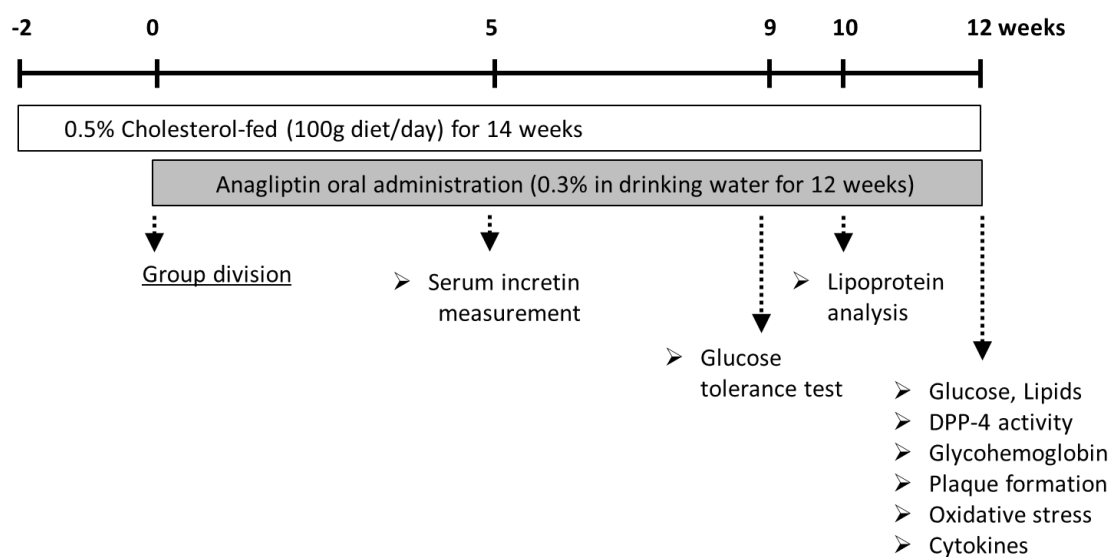 -2 0 5 9 10 12 weeks
0.5% Cholesterol-fed (100g diet/day) for 14 weeks
Anagliptin oral administration (0.3% in drinking water for 12 weeks)
Group division
➢ Serum incretin
measurement
➢ Lipoprotein
analysis
➢ Glucose
tolerance test
➢ Glucose, Lipids
➢ DPP-4 activity
➢ Glycohemoglobin
➢ Plaque formation
➢ Oxidative stress
➢ Cytokines